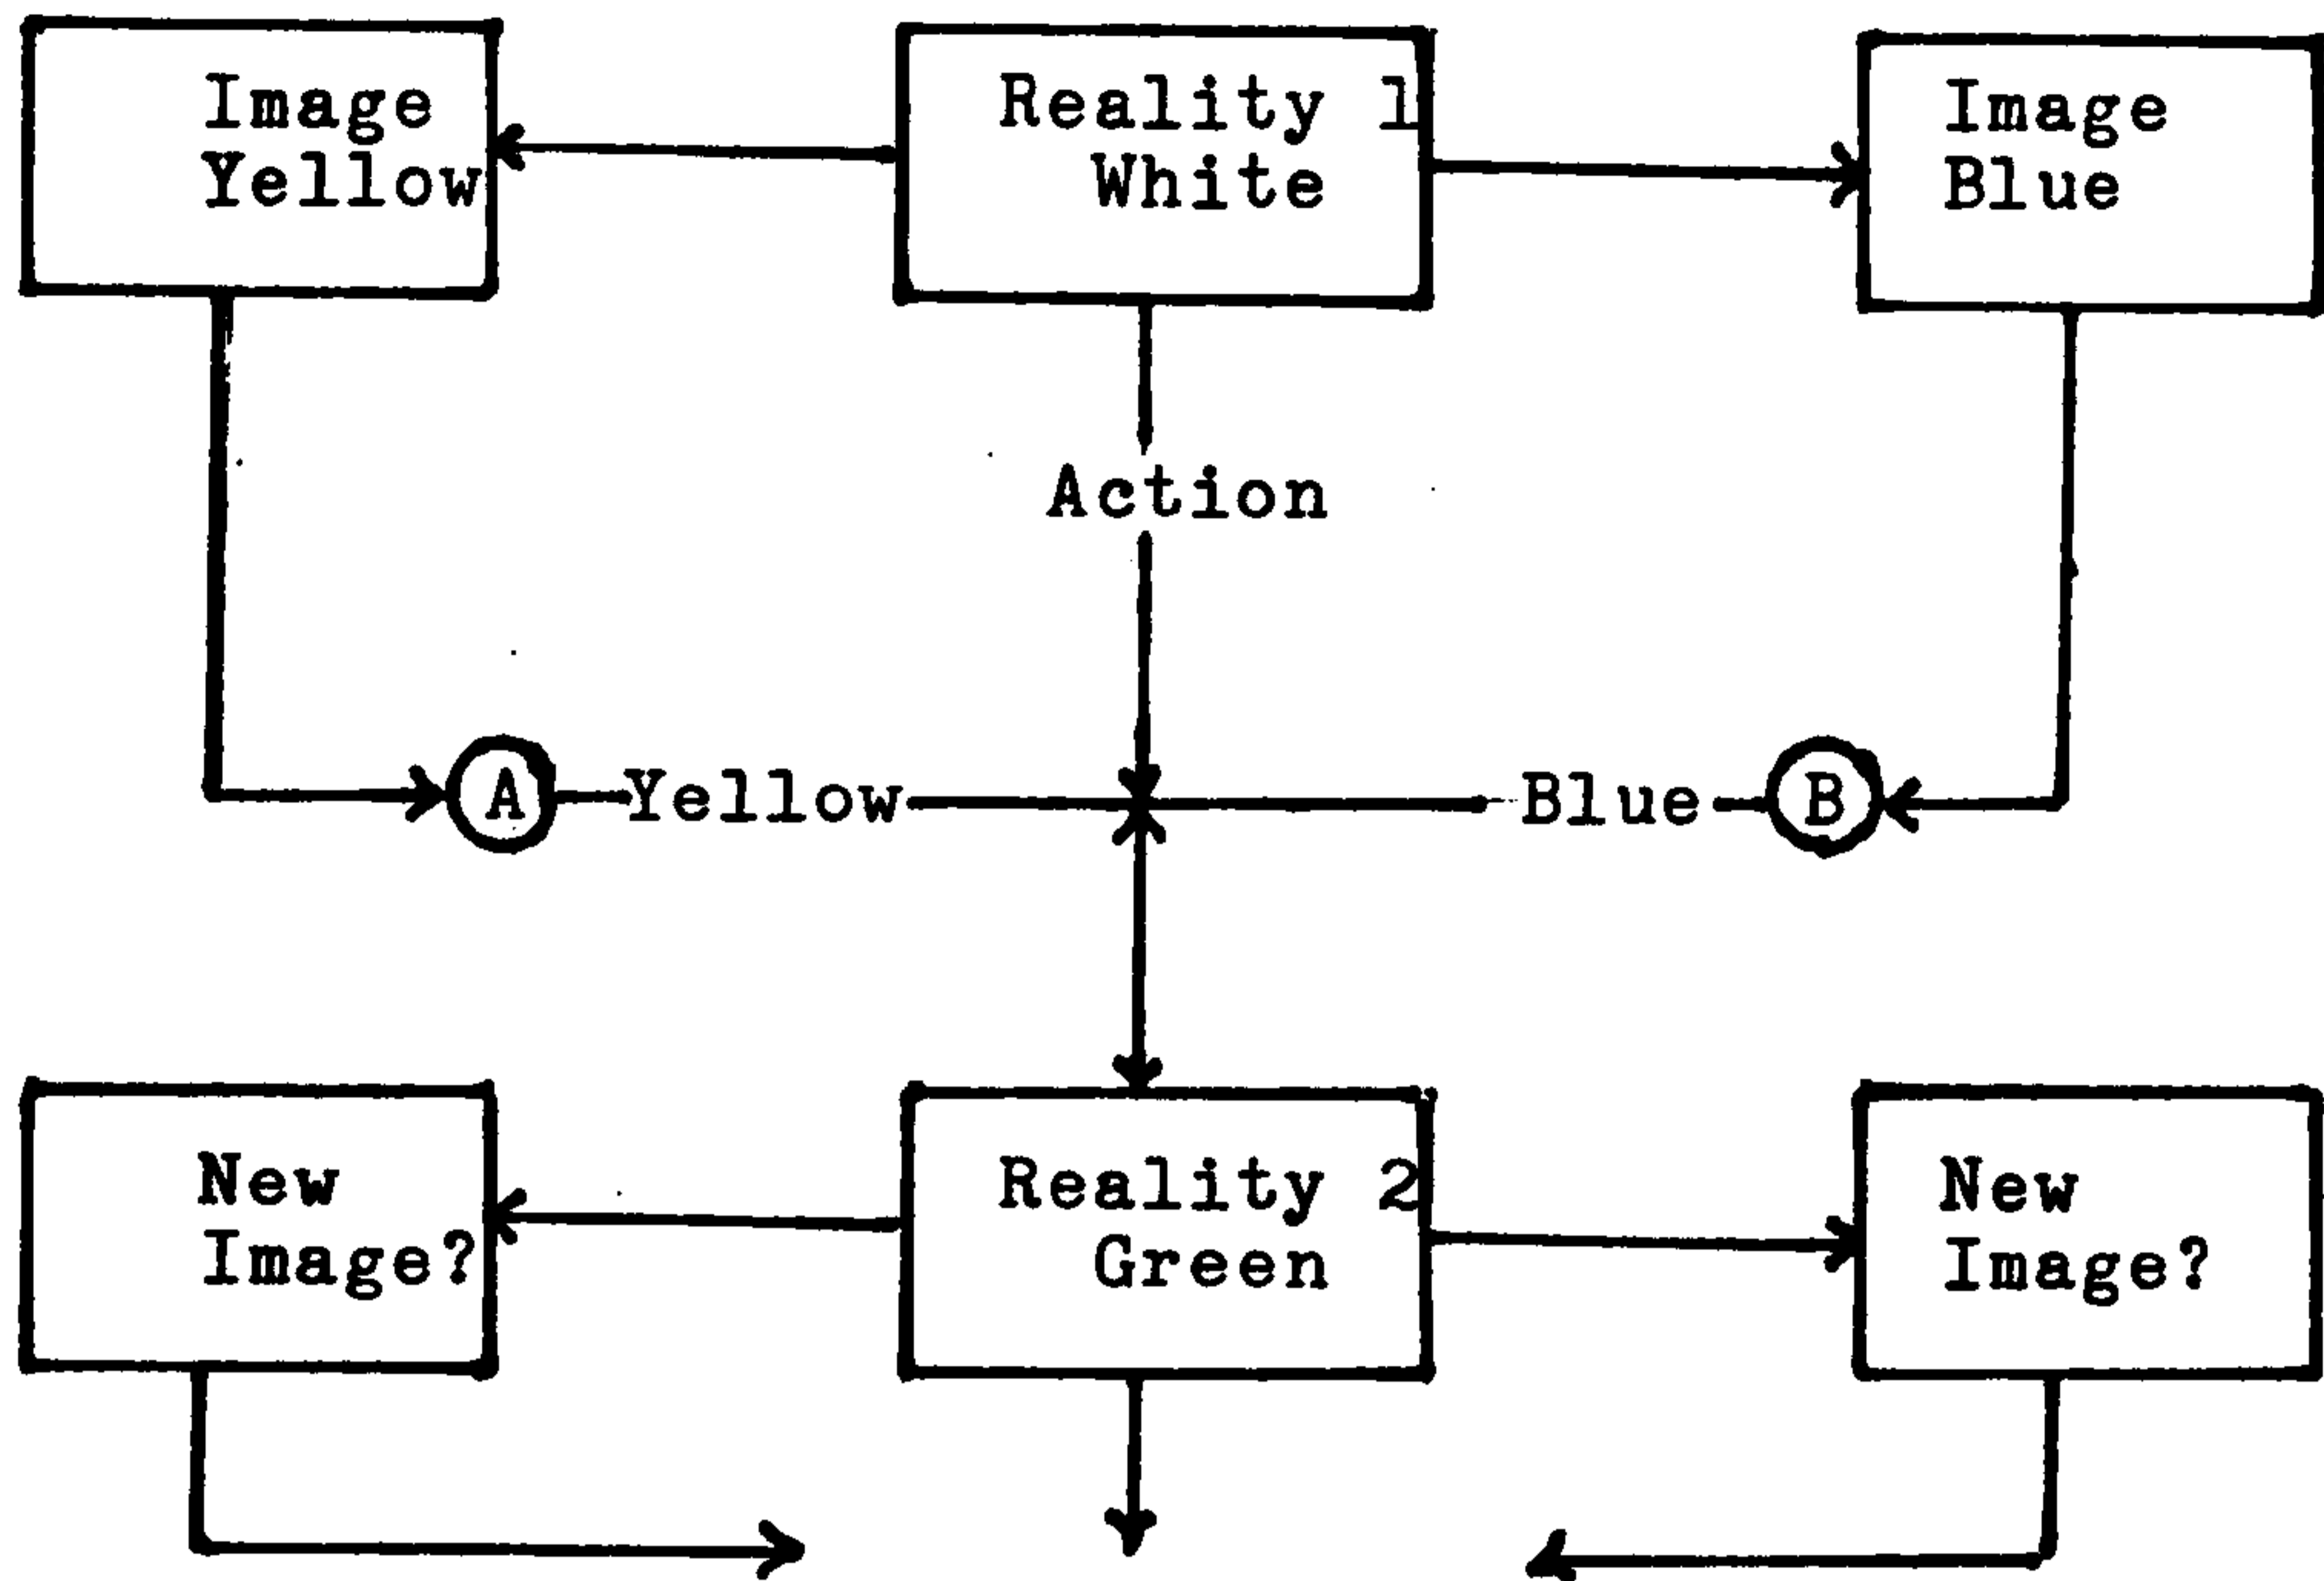 Image
Yellow
Reality 1
White
Image
Blue
Action
A
Yellow
Blue
B
New
Image?
Reality 2
Green
New
Image?